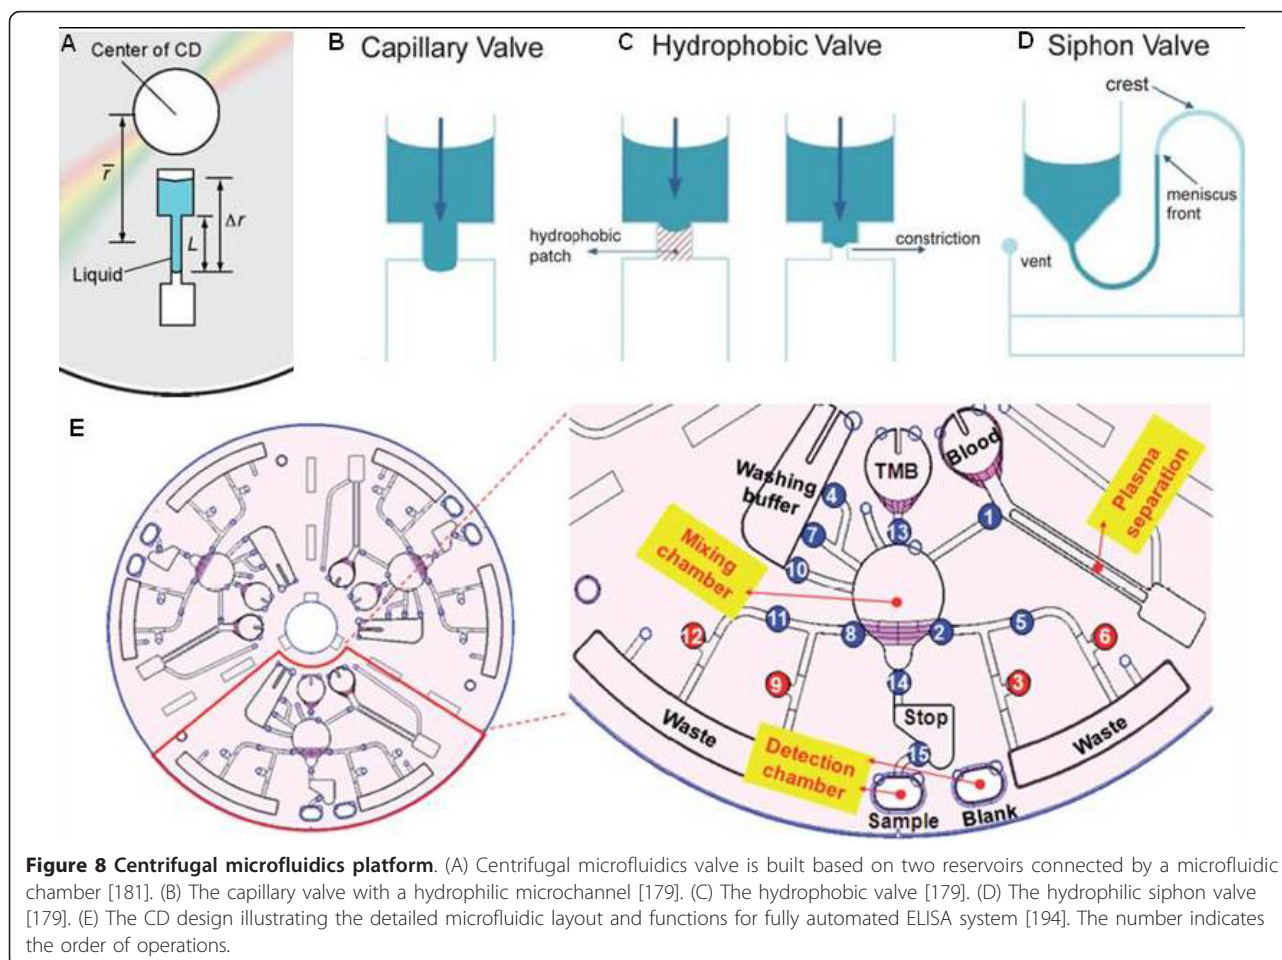 A
Center of CD
r̅
Δr
L
Liquid
B
Capillary Valve
C
Hydrophobic Valve
hydrophobic
patch
constriction
D
Siphon Valve
crest
meniscus
front
vent
E
Washing
buffer
TMB
Blood
Plasma
separation
Mixing
chamber
4
7
10
13
1
11
8
2
5
12
6
9
3
14
15
Waste
Stop
Waste
Detection
chamber
Sample
Blank
Figure 8 Centrifugal microfluidics platform. (A) Centrifugal microfluidics valve is built based on two reservoirs connected by a microfluidic
chamber [181]. (B) The capillary valve with a hydrophilic microchannel [179]. (C) The hydrophobic valve [179]. (D) The hydrophilic siphon valve
[179]. (E) The CD design illustrating the detailed microfluidic layout and functions for fully automated ELISA system [194]. The number indicates
the order of operations.